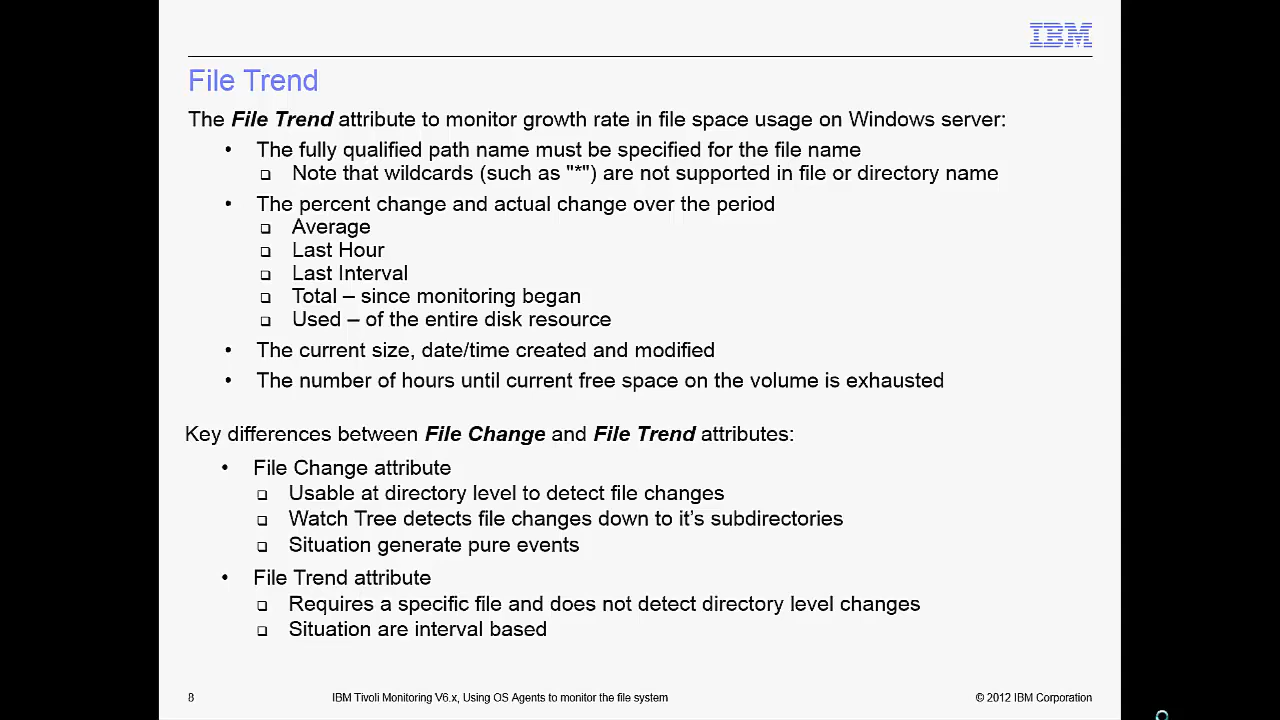 IBM
File Trend
The File Trend attribute to monitor growth rate in file space usage on Windows server:
• The fully qualified path name must be specified for the file name
❑ Note that wildcards (such as "*") are not supported in file or directory name
• The percent change and actual change over the period
❑ Average
❑ Last Hour
❑ Last Interval
❑ Total – since monitoring began
❑ Used – of the entire disk resource
• The current size, date/time created and modified
• The number of hours until current free space on the volume is exhausted
Key differences between File Change and File Trend attributes:
• File Change attribute
❑ Usable at directory level to detect file changes
❑ Watch Tree detects file changes down to it's subdirectories
❑ Situation generate pure events
• File Trend attribute
❑ Requires a specific file and does not detect directory level changes
❑ Situation are interval based
8 IBM Tivoli Monitoring V6.x, Using OS Agents to monitor the file system © 2012 IBM Corporation